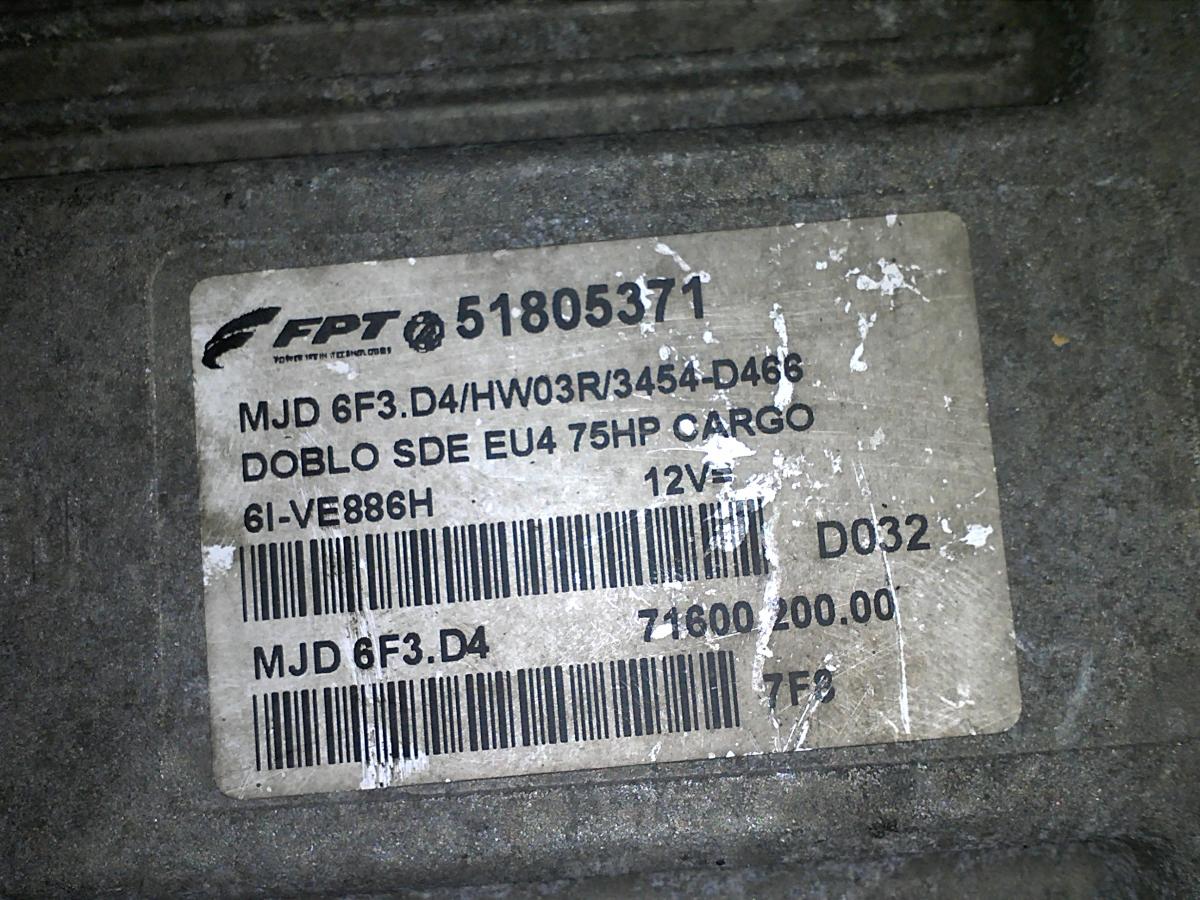 FPT 51805371
POWERTRAIN TECHNOLOGIES
MJD 6F3.D4/HW03R/3454-D466
DOBLO SDE EU4 75HP CARGO
6I-VE886H 12V=
D032
MJD 6F3.D4 71600.200.00